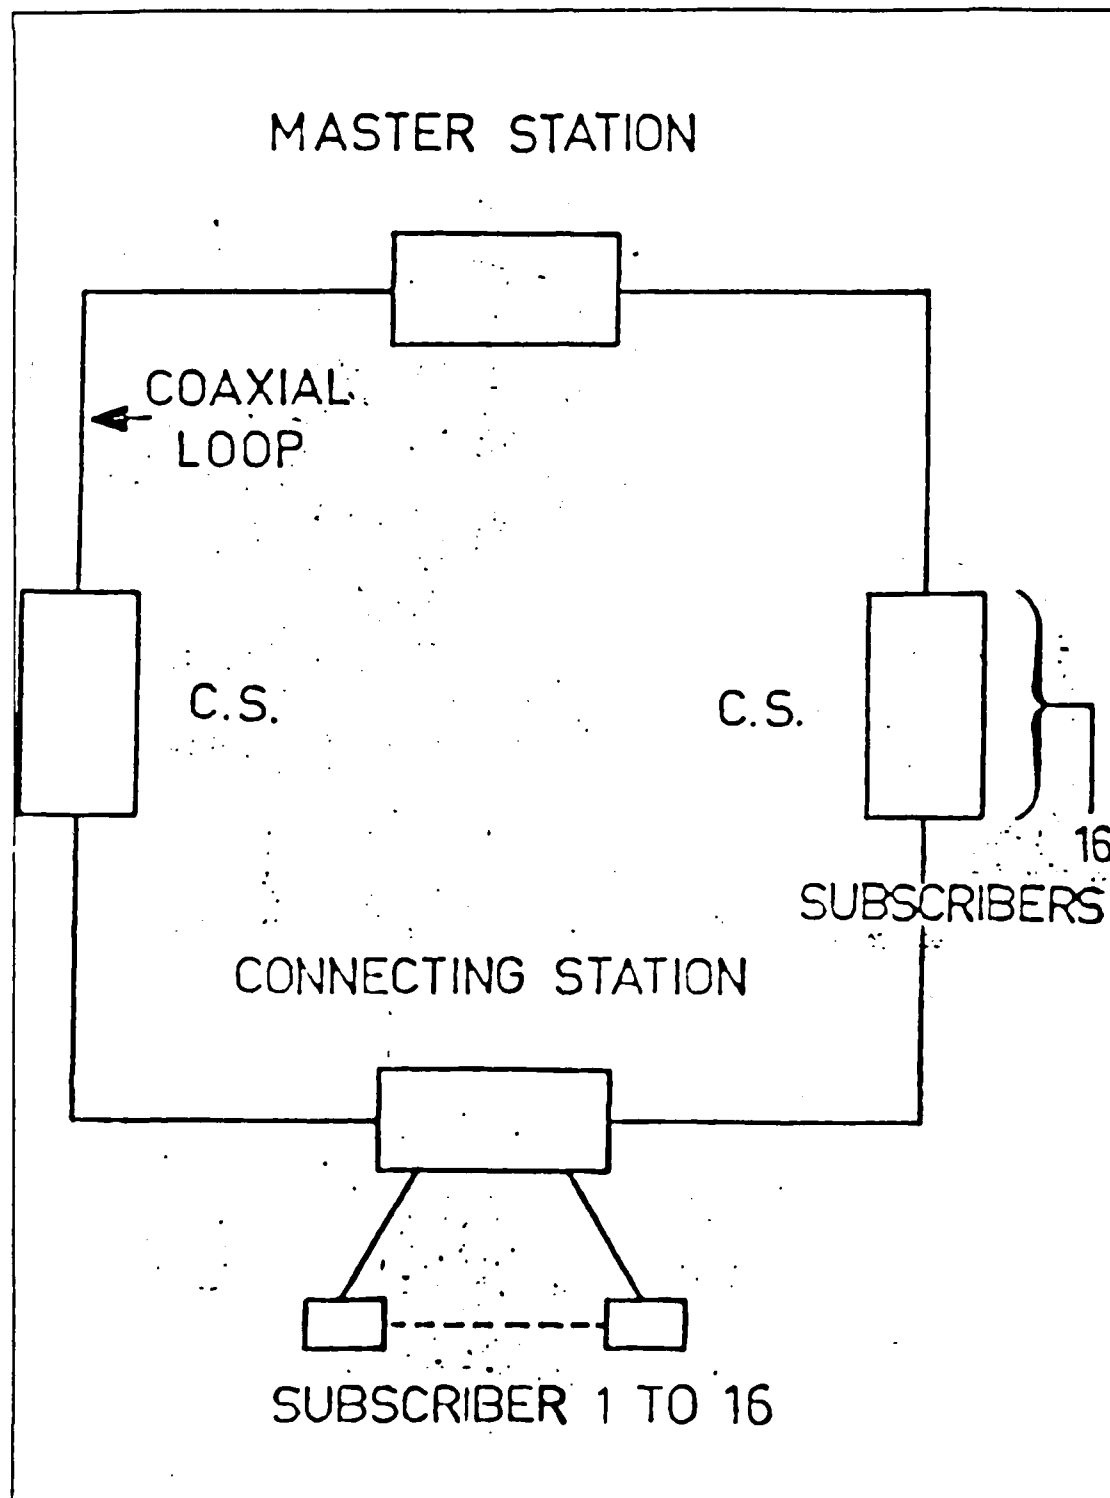 MASTER STATION
COAXIAL
LOOP
C.S.
C.S.
16
SUBSCRIBERS
CONNECTING STATION
SUBSCRIBER 1 TO 16